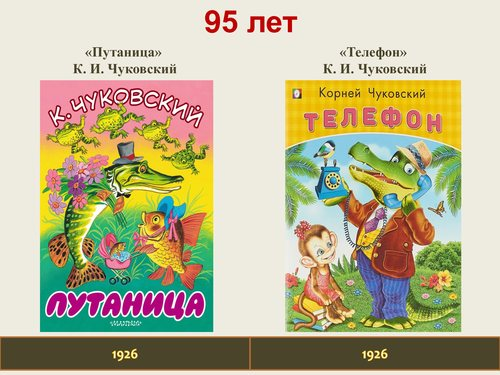 95 лет
«Путаница»
К. И. Чуковский
«Телефон»
К. И. Чуковский
К. ЧУКОВСКИЙ
ПУТАНИЦА
Корней Чуковский
ТЕЛЕФОН
1926
1926